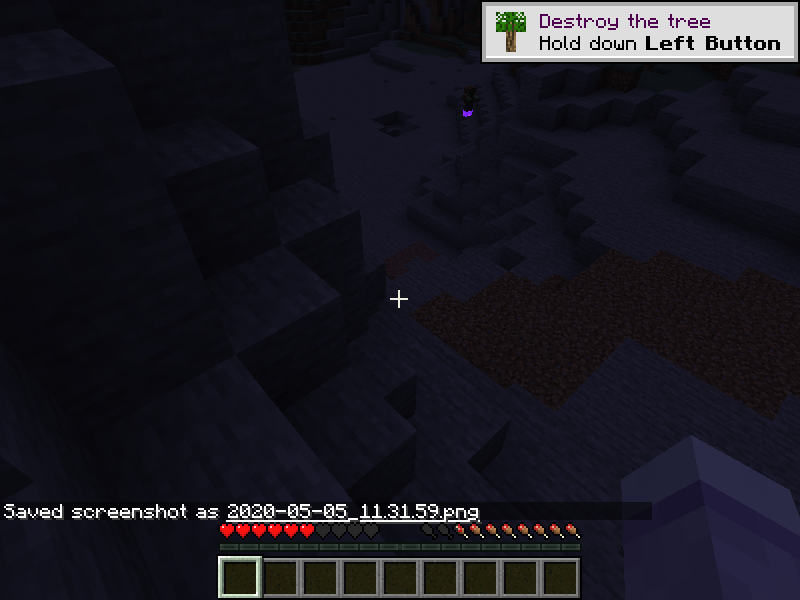 Destroy the tree
Hold down Left Button
Saved screenshot as 2020-05-05_11.31.59.png